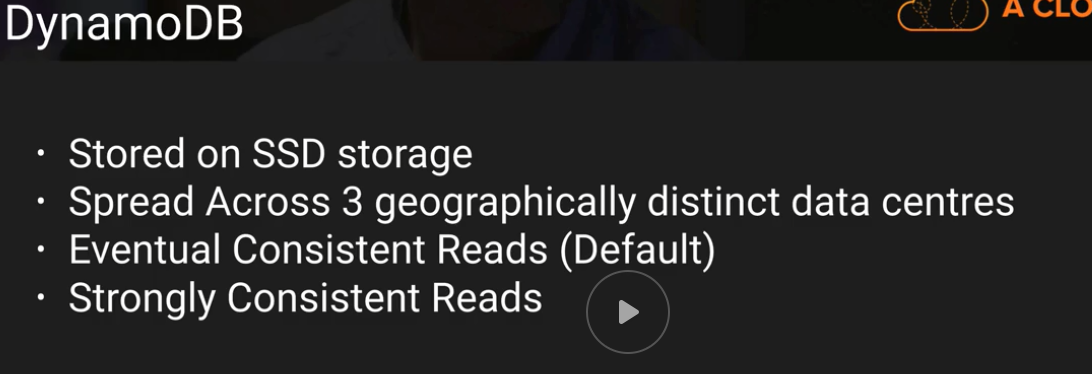 DynamoDB
A CLO
• Stored on SSD storage
• Spread Across 3 geographically distinct data centres
• Eventual Consistent Reads (Default)
• Strongly Consistent Reads